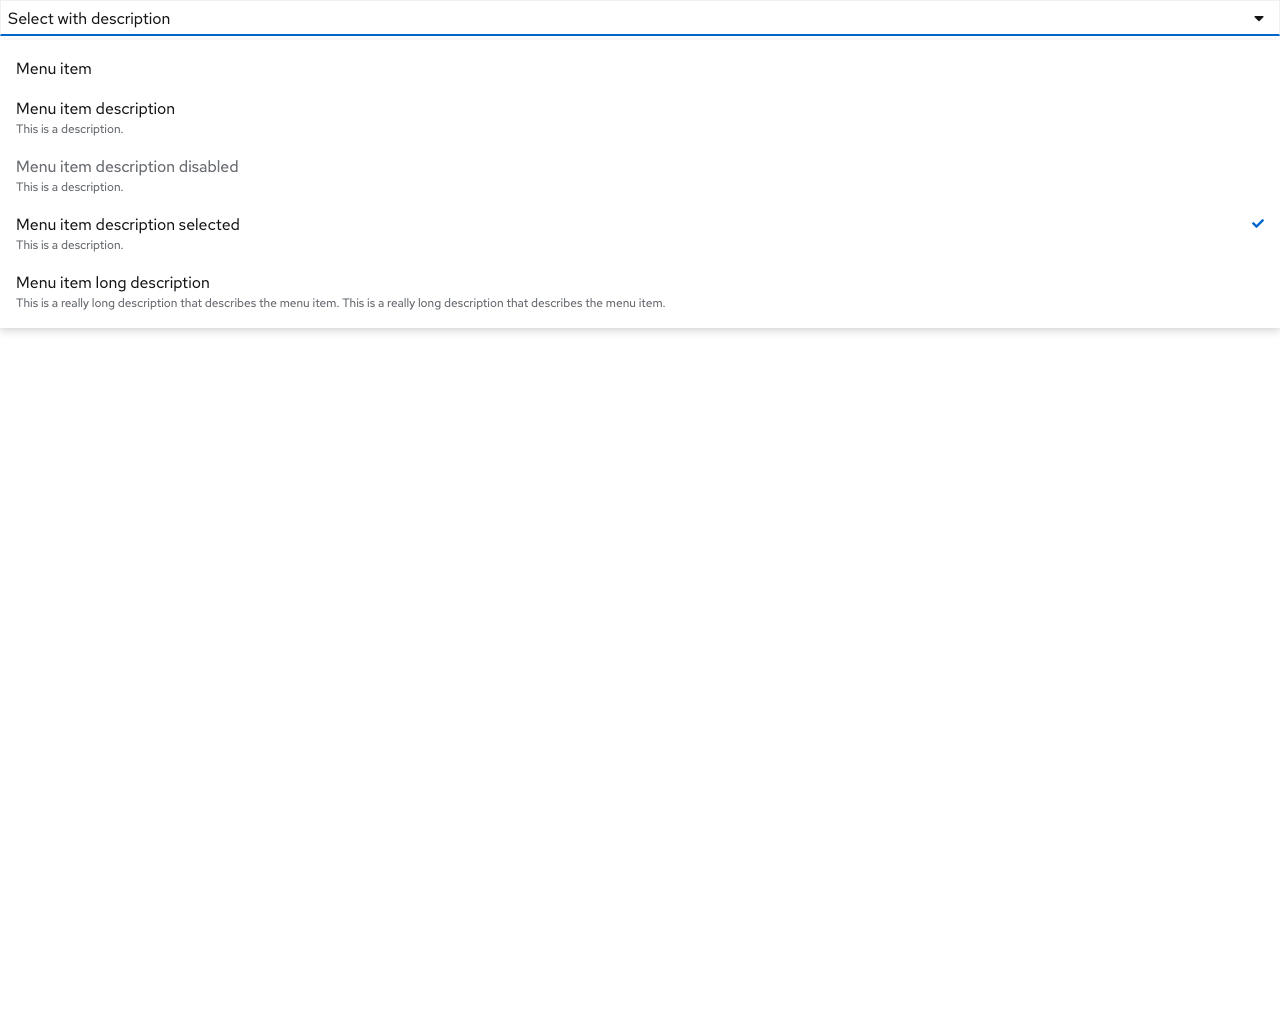 Select with description
Menu item
Menu item description
This is a description.
Menu item description disabled
This is a description.
Menu item description selected
This is a description.
Menu item long description
This is a really long description that describes the menu item. This is a really long description that describes the menu item.